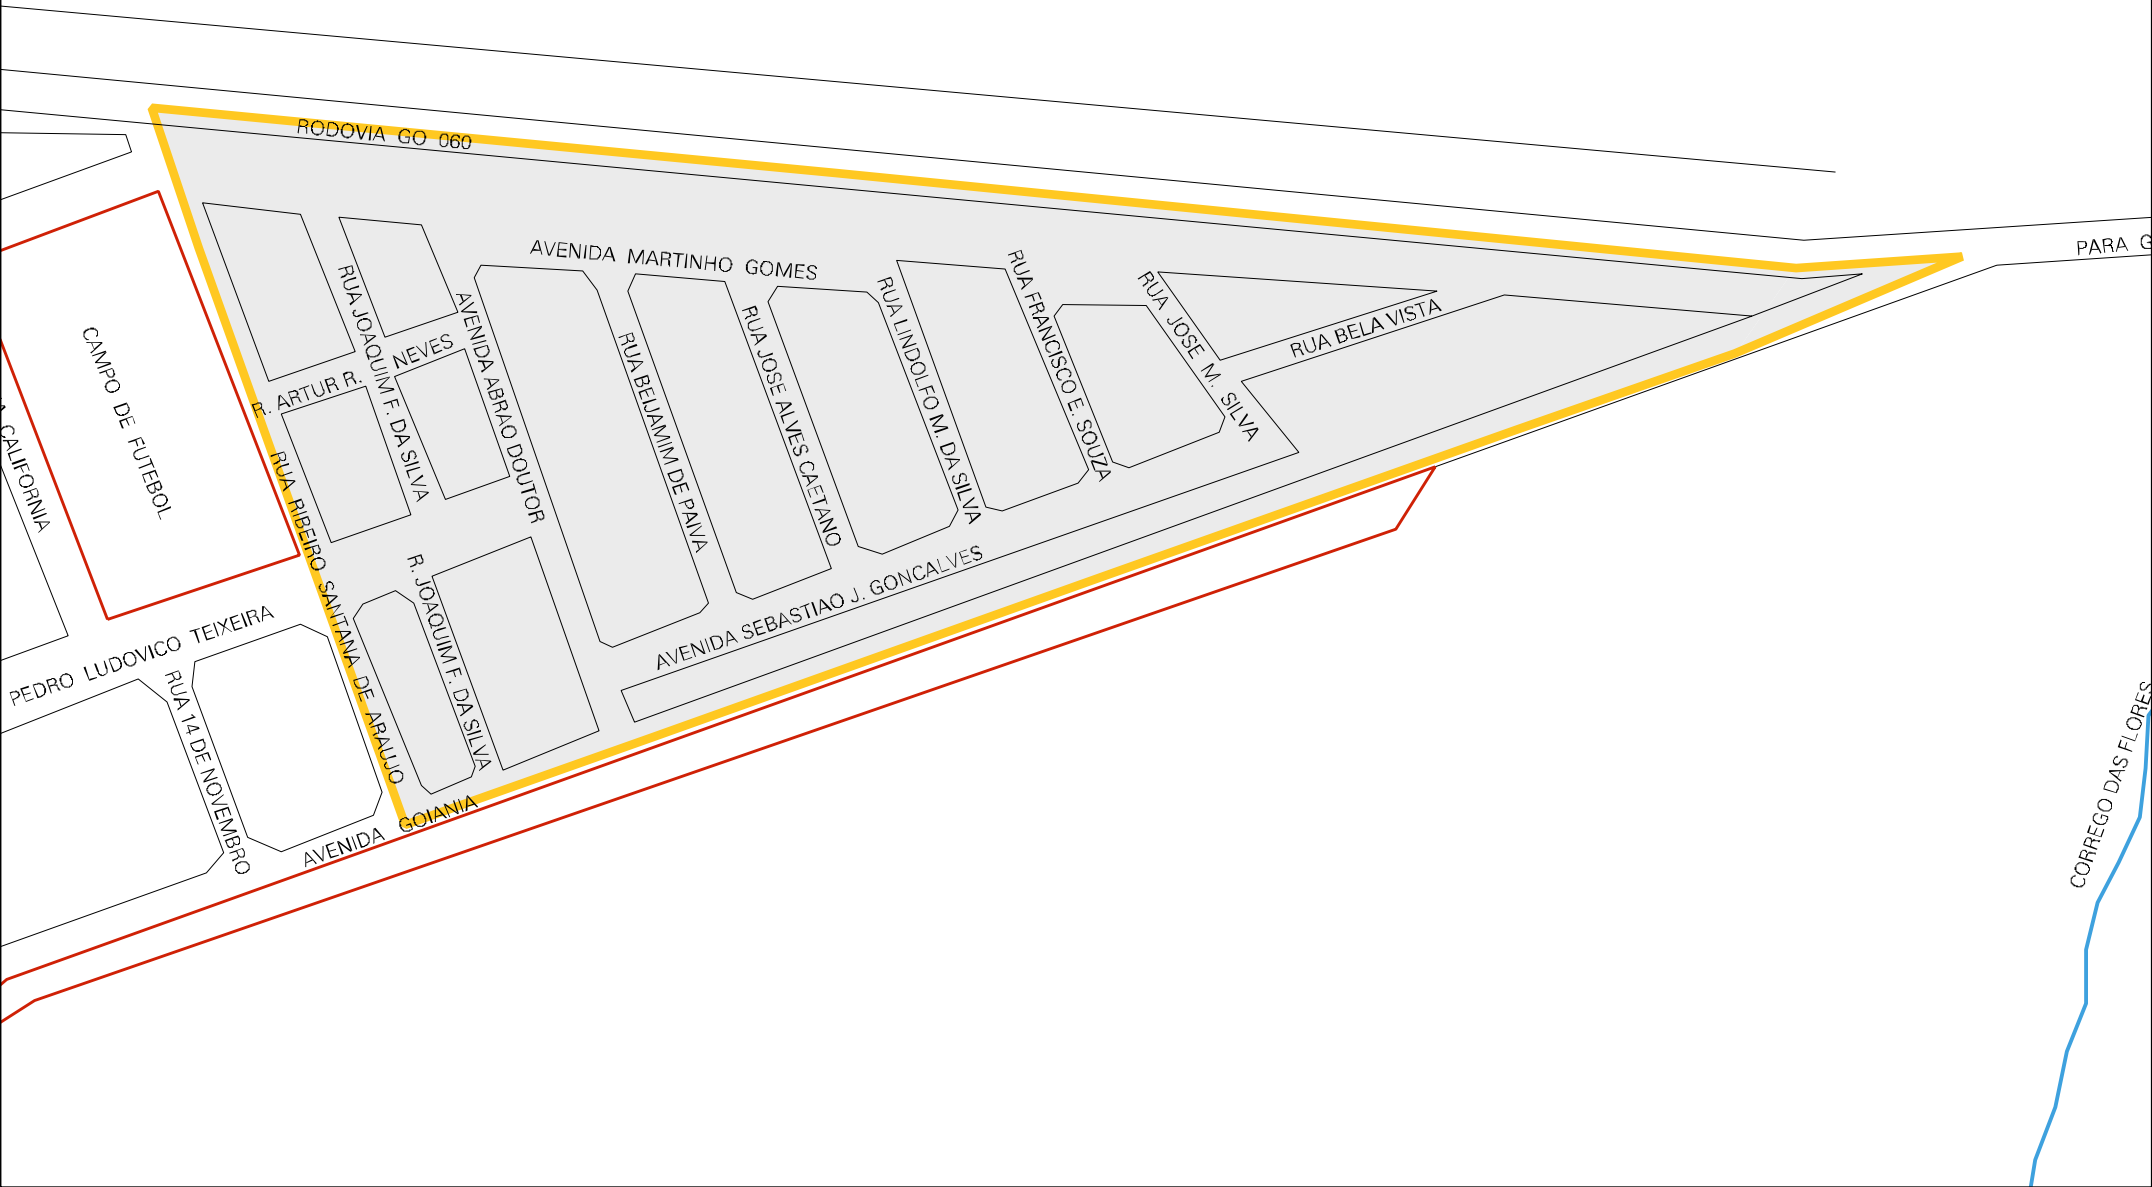 RODOVIA GO 060
PARA G
AVENIDA MARTINHO GOMES
RUA JOAQUIM F. DA SILVA
AVENIDA ABRAO DOUTOR
RUA BEIJAMIM DE PAIVA
RUA JOSE ALVES CAETANO
RUA LINDOLFO M. DA SILVA
RUA FRANCISCO E. SOUZA
RUA JOSE M. SILVA
RUA BELA VISTA
CAMPO DE FUTEBOL
R. ARTUR R. NEVES
A CALIFORNIA
RUA RIBEIRO SANTANA DE ARAUJO
R. JOAQUIM F. DA SILVA
AVENIDA SEBASTIAO J. GONCALVES
PEDRO LUDOVICO TEIXEIRA
RUA 14 DE NOVEMBRO
AVENIDA GOIANIA
CORREGO DAS FLORES